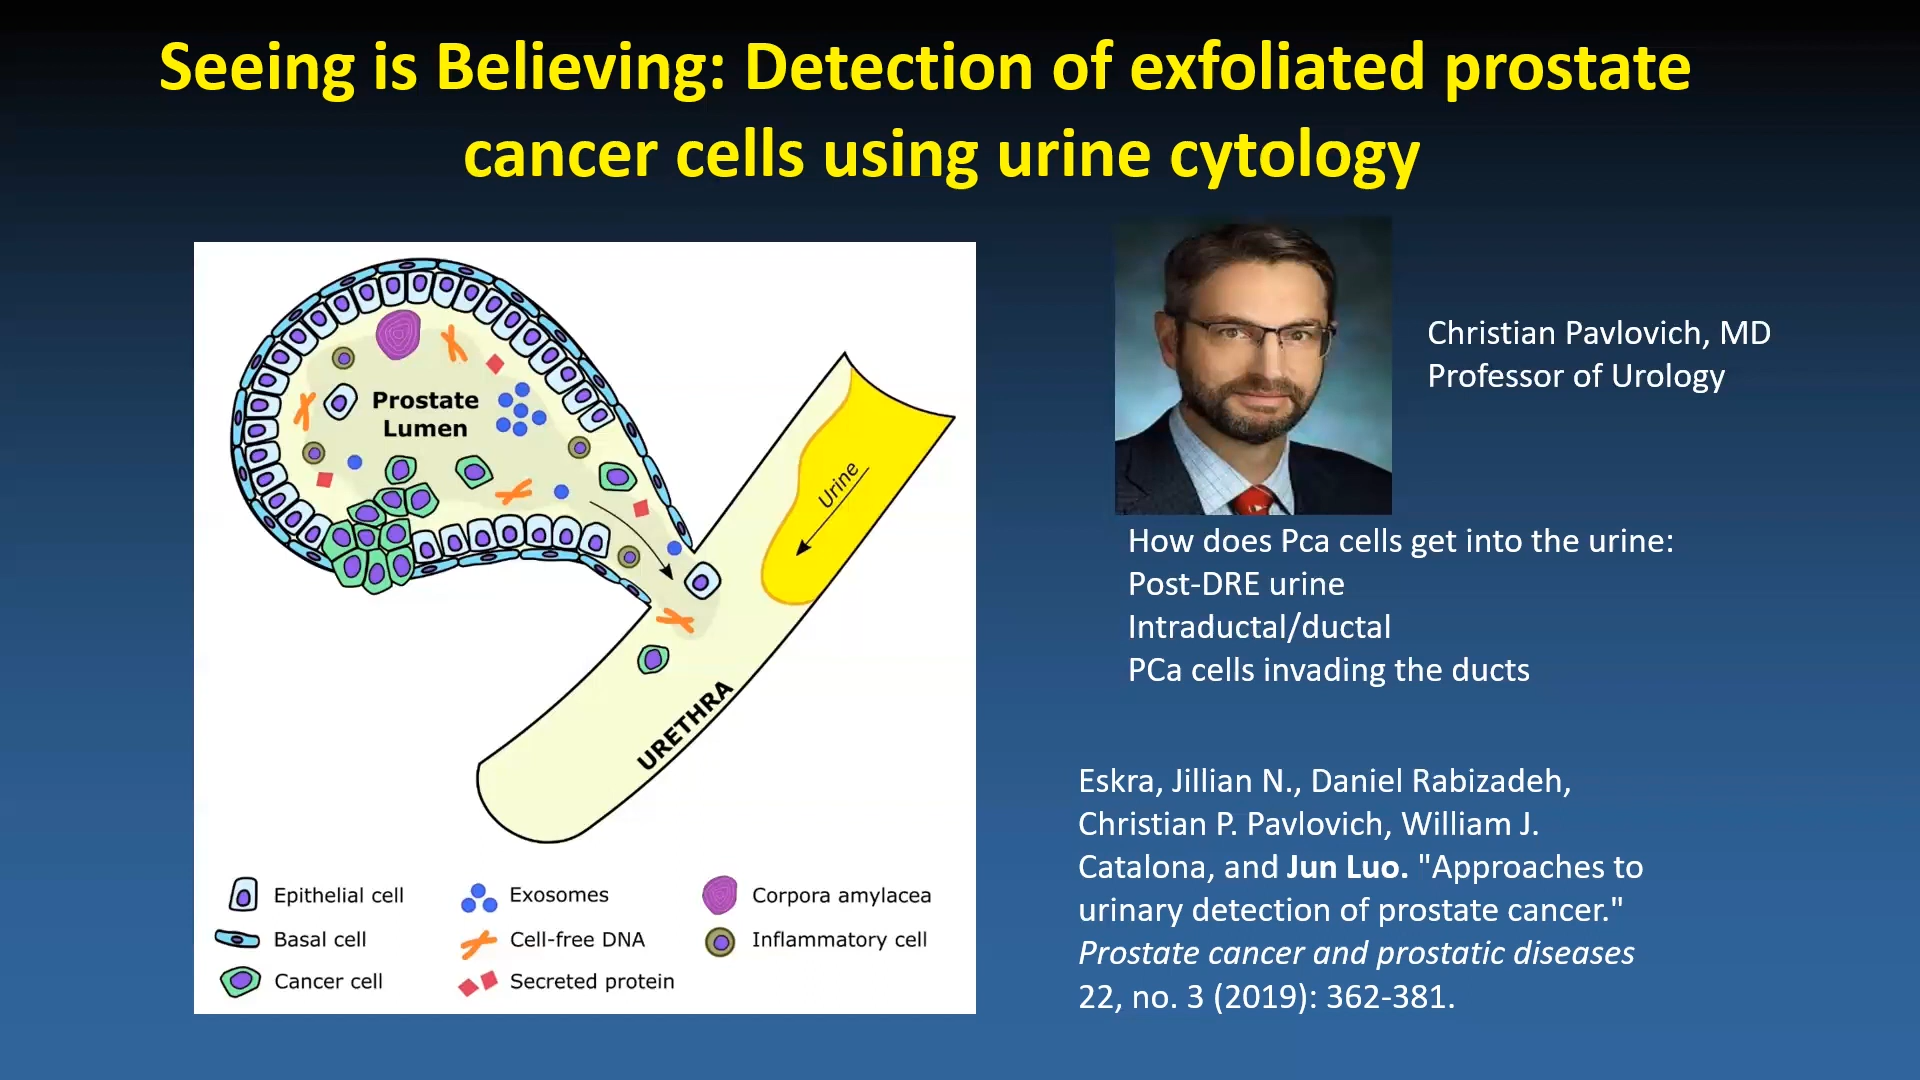 Seeing is Believing: Detection of exfoliated prostate
cancer cells using urine cytology
Prostate
Lumen
Urine
URETHRA
Epithelial cell
Basal cell
Cancer cell
Exosomes
Cell-free DNA
Secreted protein
Corpora amylacea
Inflammatory cell
Christian Pavlovich, MD
Professor of Urology
How does Pca cells get into the urine:
Post-DRE urine
Intraductal/ductal
PCa cells invading the ducts
Eskra, Jillian N., Daniel Rabizadeh,
Christian P. Pavlovich, William J.
Catalona, and Jun Luo. "Approaches to
urinary detection of prostate cancer."
Prostate cancer and prostatic diseases
22, no. 3 (2019): 362-381.